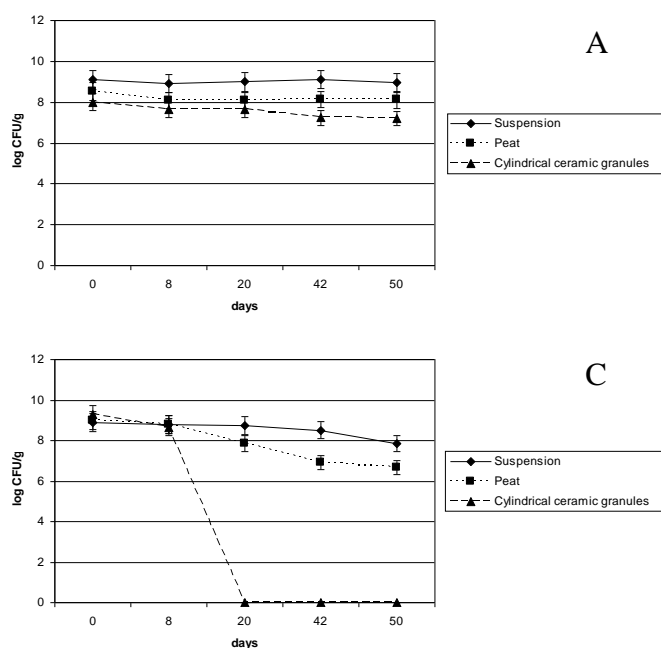 A
12
10
8
6
4
2
0
log CFU/g
0 8 20 42 50
days
Suspension
Peat
Cylindrical ceramic granules
C
12
10
8
6
4
2
0
log CFU/g
0 8 20 42 50
days
Suspension
Peat
Cylindrical ceramic granules